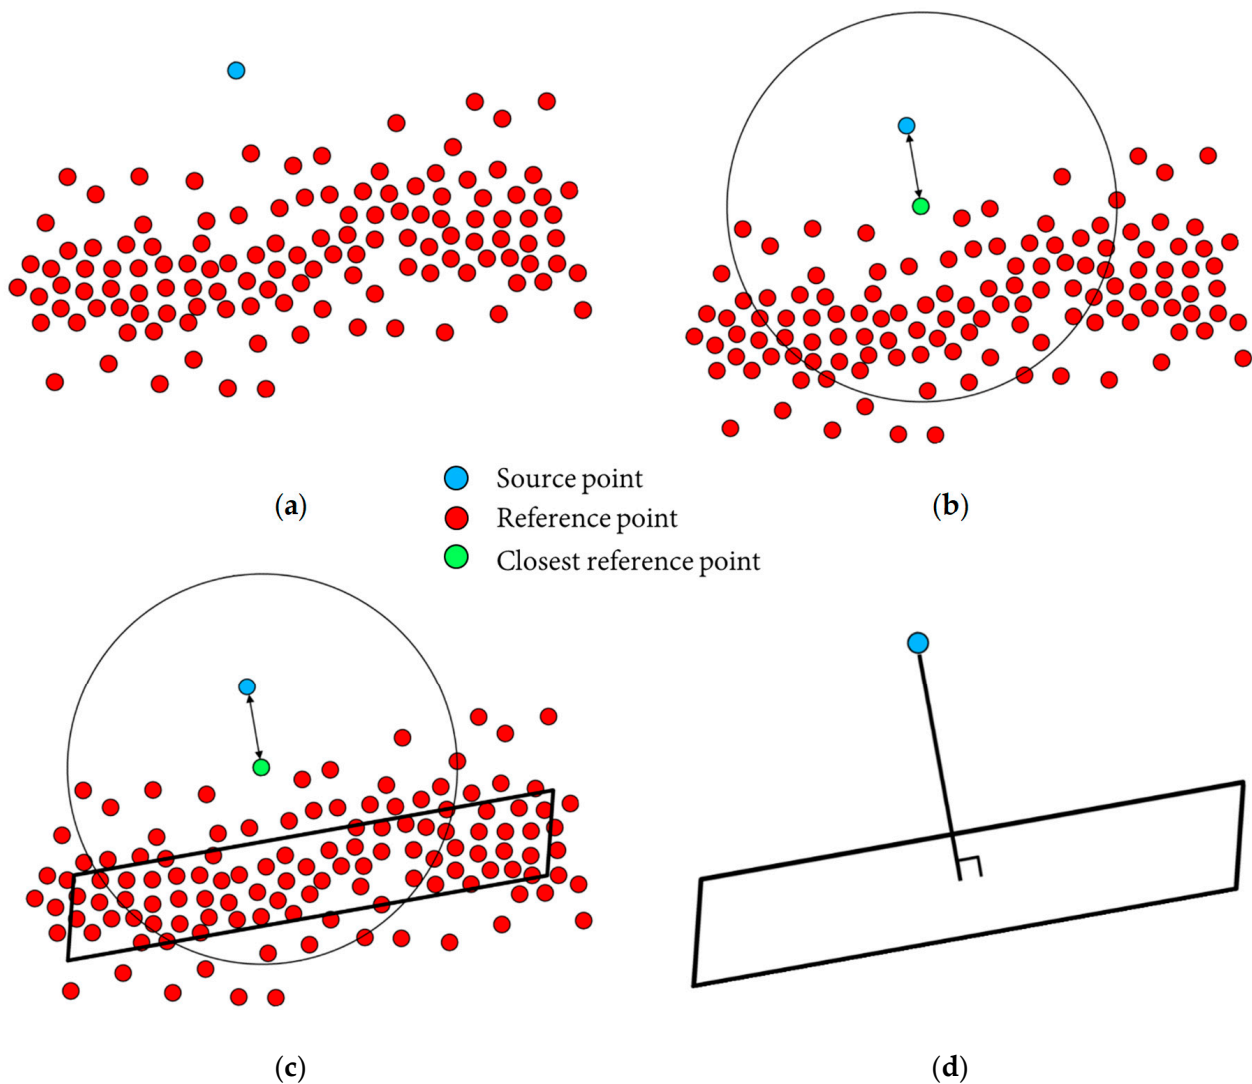 (a)
(b)
Source point
Reference point
Closest reference point
(c)
(d)